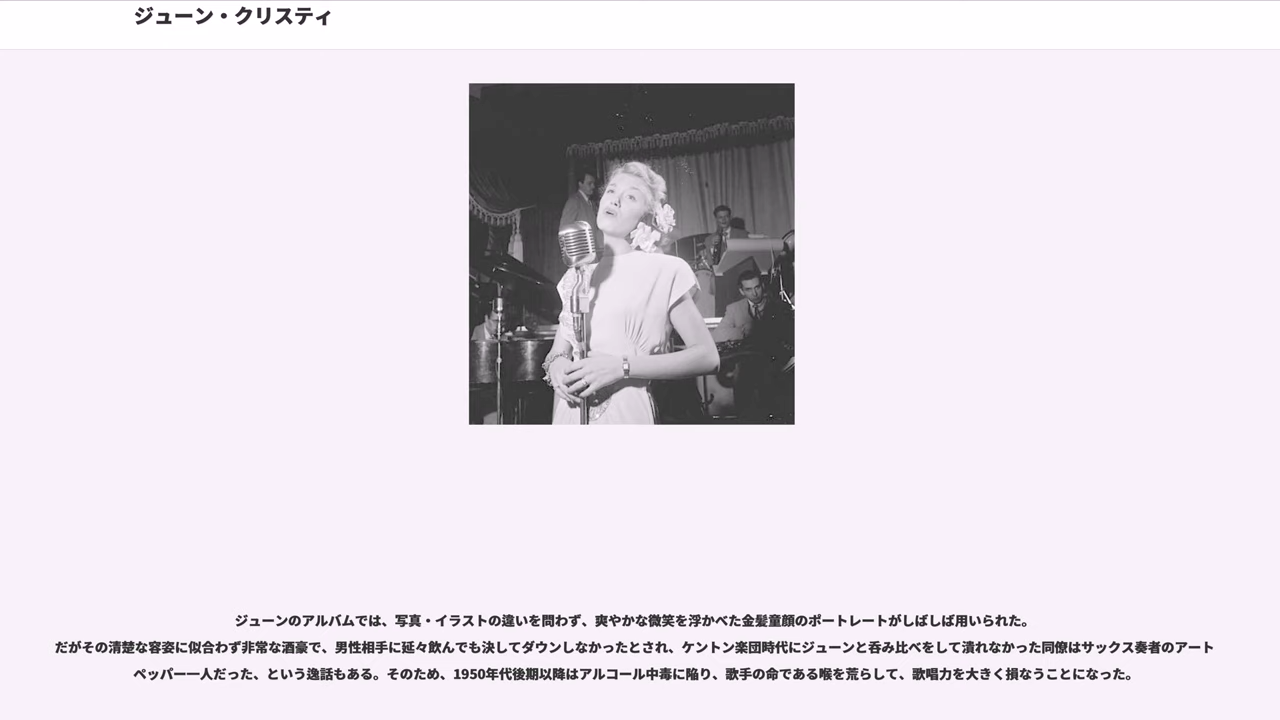 ジューン・クリスティ
ジューンのアルバムでは、写真・イラストの違いを問わず、爽やかな微笑を浮かべた金髪童顔のポートレートがしばしば用いられた。
だがその清楚な容姿に似合わず非常な酒豪で、男性相手に延々飲んでも決してダウンしなかったとされ、ケントン楽団時代にジューンと呑み比べをして潰れなかった同僚はサックス奏者のアート
ペッパー一人だった、という逸話もある。そのため、1950年代後期以降はアルコール中毒に陥り、歌手の命である喉を荒らして、歌唱力を大きく損なうことになった。